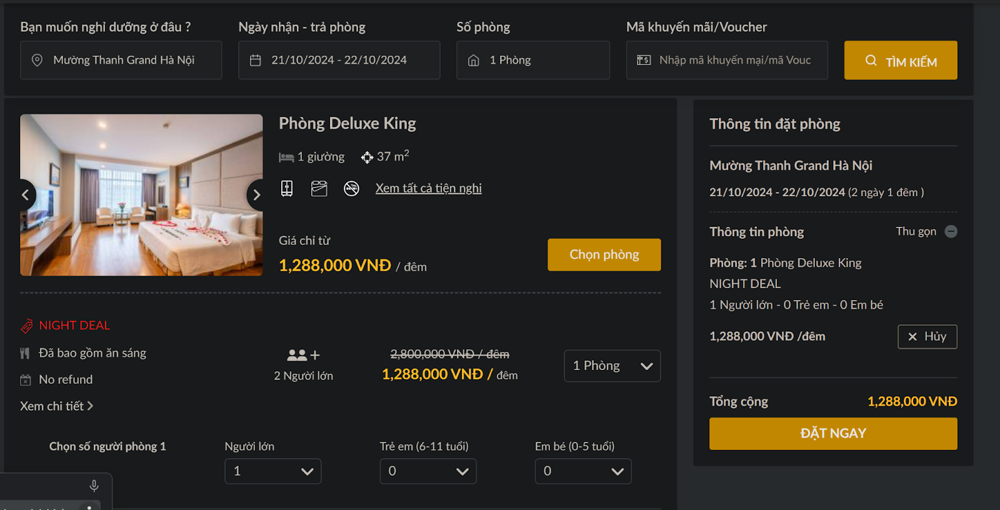 Bạn muốn nghỉ dưỡng ở đâu ?
Ngày nhận - trả phòng
Số phòng
Mã khuyến mãi/Voucher
Mường Thanh Grand Hà Nội
21/10/2024 - 22/10/2024
1 Phòng
Nhập mã khuyến mại/mã Vouc
TÌM KIẾM
Phòng Deluxe King
1 giường
37 m²
Xem tất cả tiện nghi
Giá chỉ từ
1,288,000 VNĐ / đêm
Chọn phòng
NIGHT DEAL
Đã bao gồm ăn sáng
No refund
Xem chi tiết
2 Người lớn
2,800,000 VNĐ / đêm
1,288,000 VNĐ / đêm
1 Phòng
Chọn số người phòng 1
Người lớn
Trẻ em (6-11 tuổi)
Em bé (0-5 tuổi)
1
0
0
Thông tin đặt phòng
Mường Thanh Grand Hà Nội
21/10/2024 - 22/10/2024 (2 ngày 1 đêm )
Thông tin phòng
Thu gọn
Phòng: 1 Phòng Deluxe King
NIGHT DEAL
1 Người lớn - 0 Trẻ em - 0 Em bé
1,288,000 VNĐ /đêm
Hủy
Tổng cộng
1,288,000 VNĐ
ĐẶT NGAY